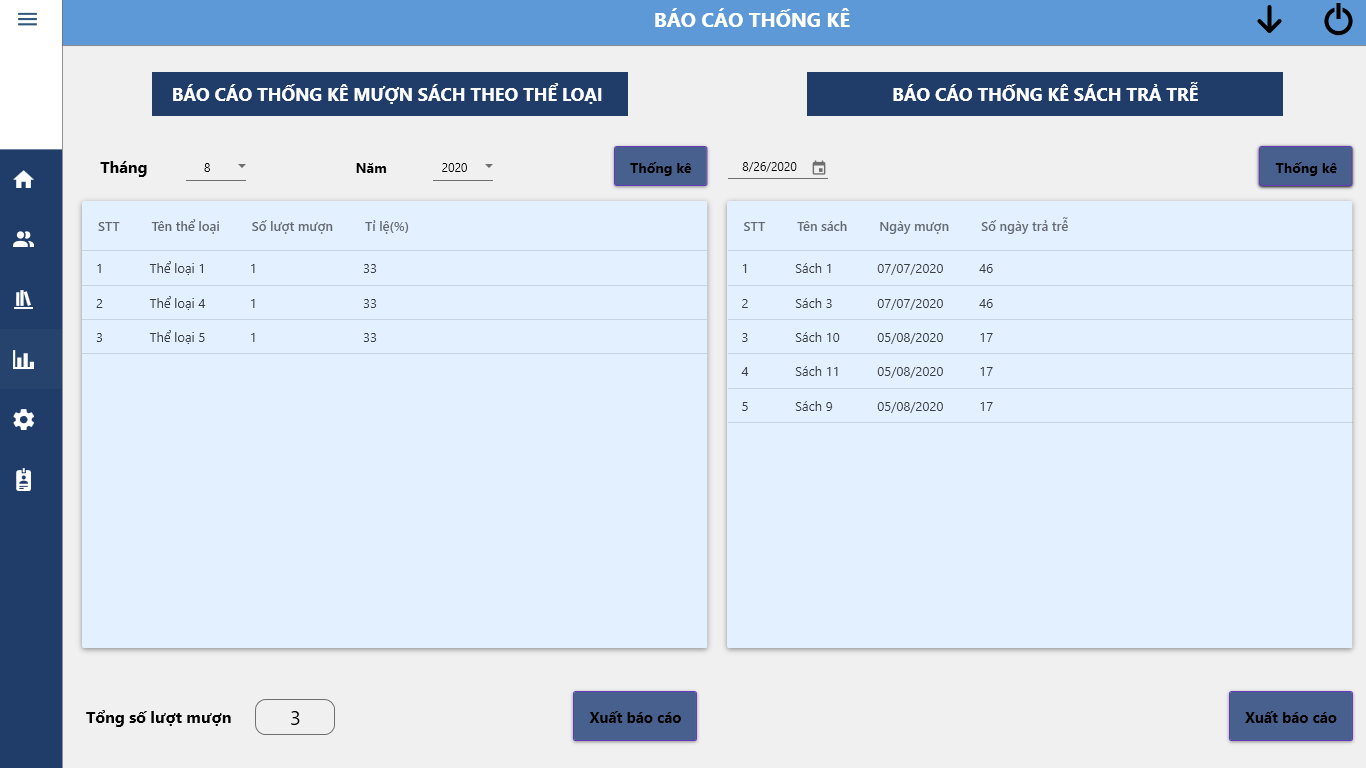 BÁO CÁO THỐNG KÊ
BÁO CÁO THỐNG KÊ MƯỢN SÁCH THEO THỂ LOẠI
Tháng 8 Năm 2020 Thống kê
STT Tên thể loại Số lượt mượn Tỉ lệ(%)
1 Thể loại 1 1 33
2 Thể loại 4 1 33
3 Thể loại 5 1 33
Tổng số lượt mượn 3 Xuất báo cáo
BÁO CÁO THỐNG KÊ SÁCH TRẢ TRỄ
8/26/2020 Thống kê
STT Tên sách Ngày mượn Số ngày trả trễ
1 Sách 1 07/07/2020 46
2 Sách 3 07/07/2020 46
3 Sách 10 05/08/2020 17
4 Sách 11 05/08/2020 17
5 Sách 9 05/08/2020 17
Xuất báo cáo